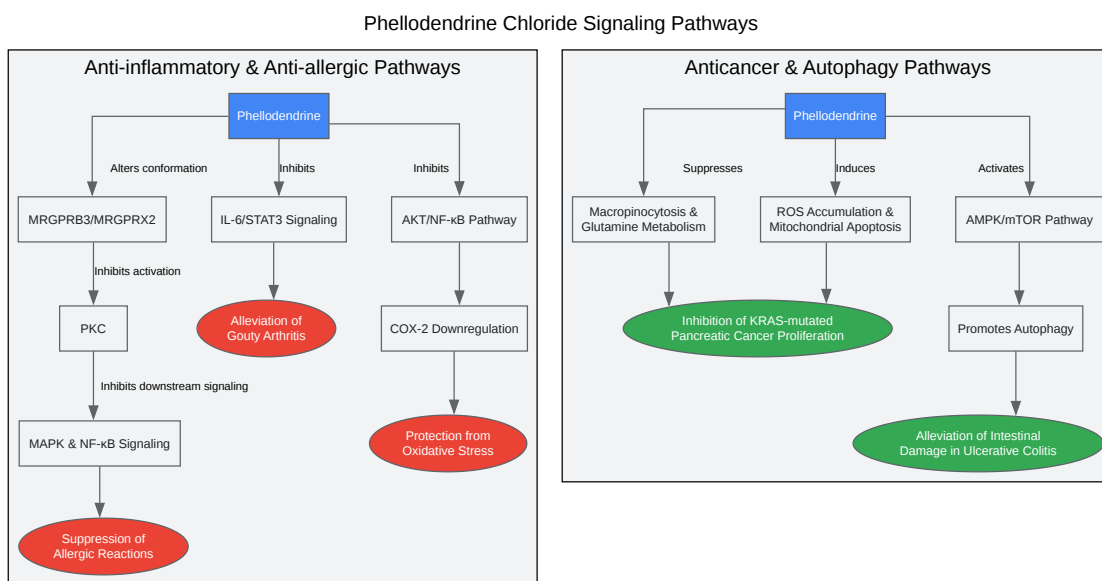 Phellodendrine Chloride Signaling Pathways
Anti-inflammatory & Anti-allergic Pathways
Phellodendrine
Alters conformation
Inhibits
Inhibits
MRGPRB3/MRGPRX2
IL-6/STAT3 Signaling
AKT/NF-κB Pathway
Inhibits activation
PKC
Alleviation of
Gouty Arthritis
COX-2 Downregulation
Inhibits downstream signaling
MAPK & NF-κB Signaling
Protection from
Oxidative Stress
Suppression of
Allergic Reactions
Anticancer & Autophagy Pathways
Phellodendrine
Suppresses
Induces
Activates
Macropinocytosis &
Glutamine Metabolism
ROS Accumulation &
Mitochondrial Apoptosis
AMPK/mTOR Pathway
Inhibition of KRAS-mutated
Pancreatic Cancer Proliferation
Promotes Autophagy
Alleviation of Intestinal
Damage in Ulcerative Colitis